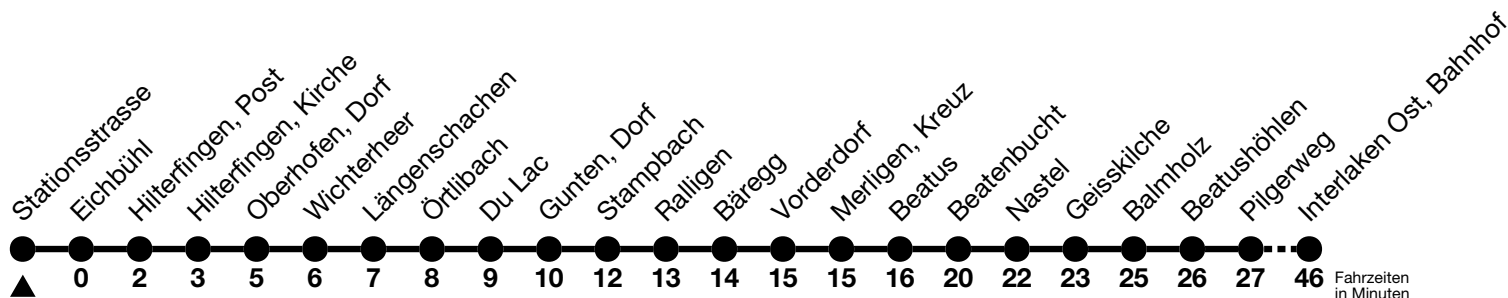 Stationsstrasse
Eichbühl
Hilterfingen, Post
Hilterfingen, Kirche
Oberhofen, Dorf
Wichterheer
Längenschachen
Örtlibach
Du Lac
Gunten, Dorf
Stampbach
Ralligen
Bäregg
Vorderdorf
Merligen, Kreuz
Beatus
Beatenbucht
Nastel
Geisskilche
Balmholz
Beatushöhlen
Pilgerweg
Interlaken Ost, Bahnhof
0 2 3 5 6 7 8 9 10 12 13 14 15 15 16 20 22 23 25 26 27 46
Fahrzeiten
in Minuten